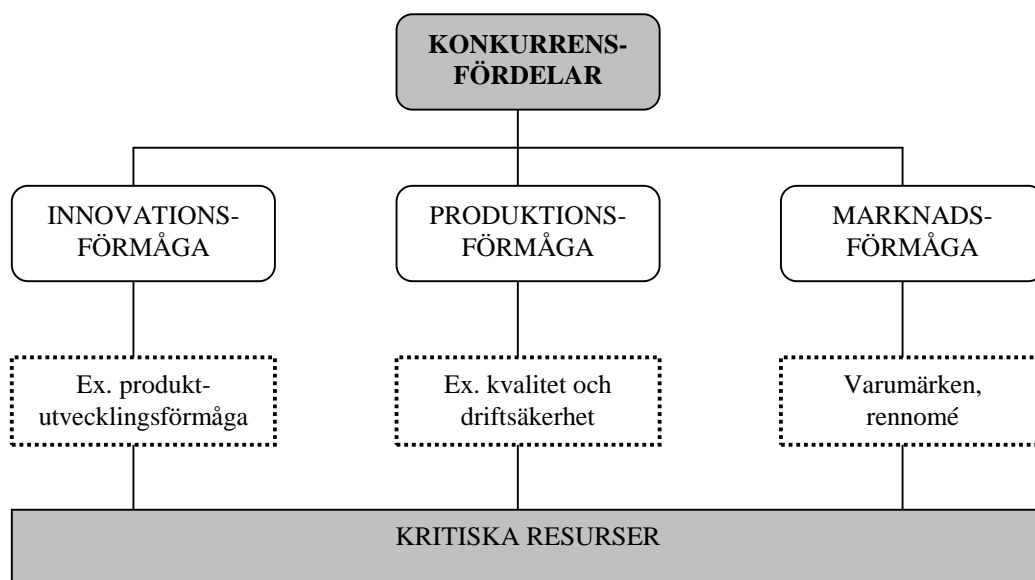 KONKURRENS-
FÖRDELAR
INNOVATIONS-
FÖRMÅGA
PRODUKTIONS-
FÖRMÅGA
MARKNADS-
FÖRMÅGA
Ex. produkt-
utvecklingsförmåga
Ex. kvalitet och
driftsäkerhet
Varumärken,
rennomé
KRITISKA RESURSER